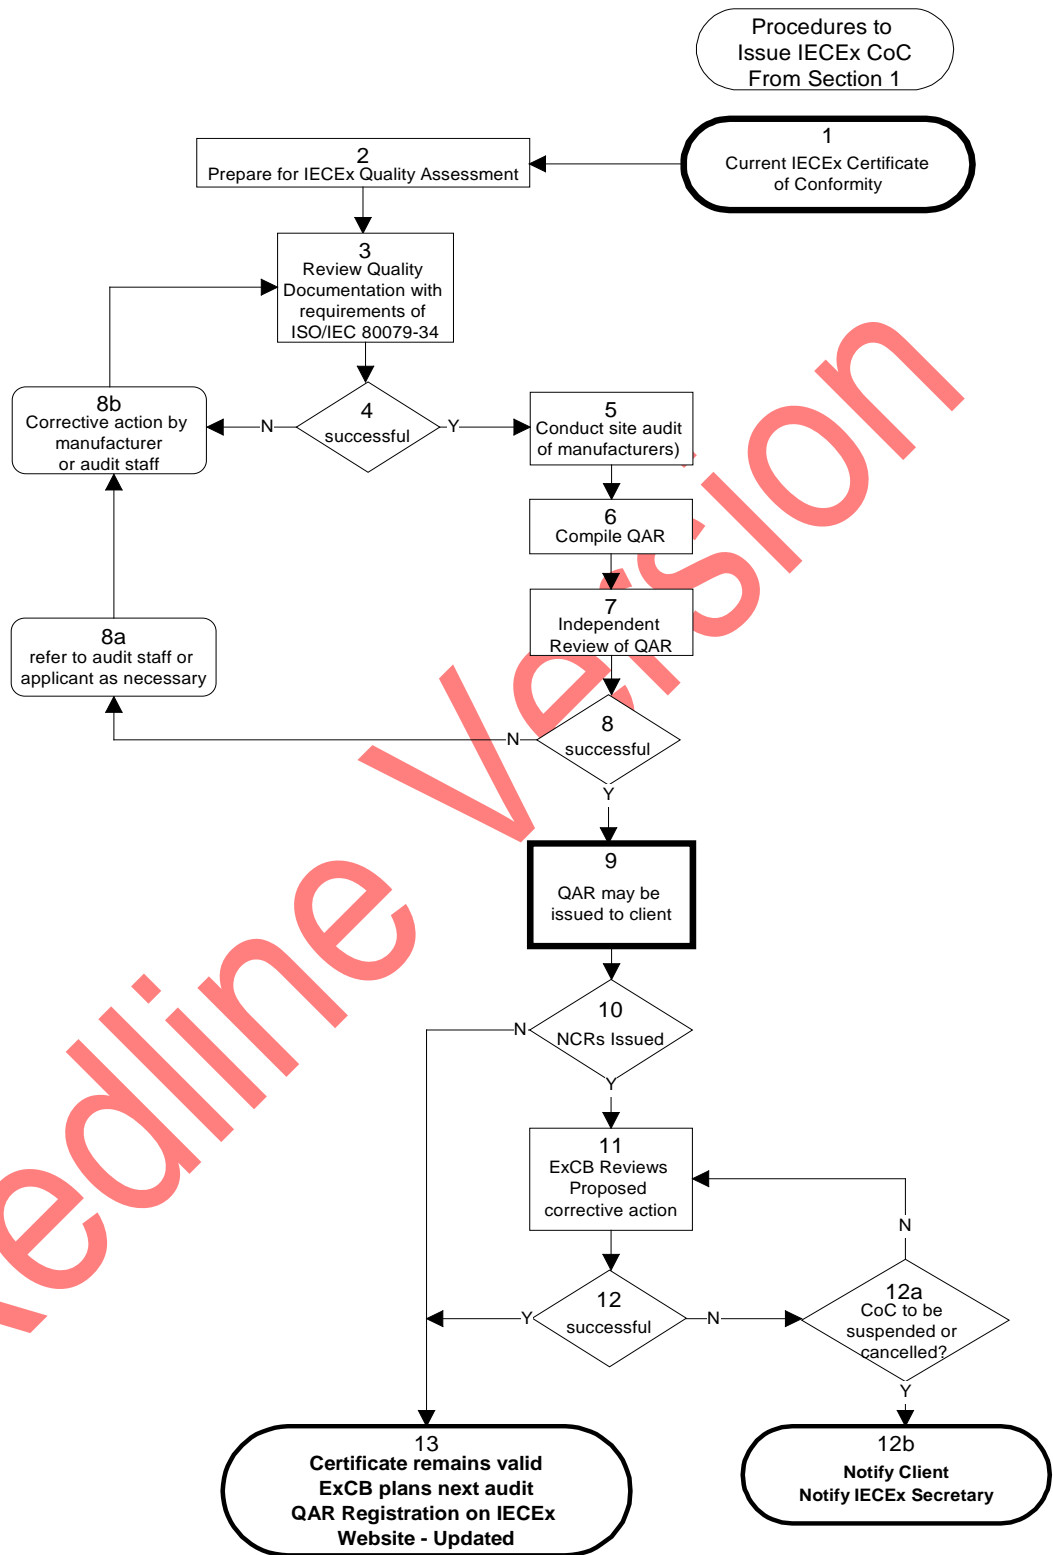 Procedures to
Issue IECEx CoC
From Section 1
1
Current IECEx Certificate
of Conformity
2
Prepare for IECEx Quality Assessment
3
Review Quality
Documentation with
requirements of
ISO/IEC 80079-34
4
successful
N
Y
8b
Corrective action by
manufacturer
or audit staff
5
Conduct site audit
of manufacturers)
6
Compile QAR
7
Independent
Review of QAR
8a
refer to audit staff or
applicant as necessary
8
successful
N
Y
9
QAR may be
issued to client
10
NCRs Issued
N
Y
11
ExCB Reviews
Proposed
corrective action
N
12
successful
Y
N
12a
CoC to be
suspended or
cancelled?
Y
13
Certificate remains valid
ExCB plans next audit
QAR Registration on IECEx
Website - Updated
12b
Notify Client
Notify IECEx Secretary
edline Version